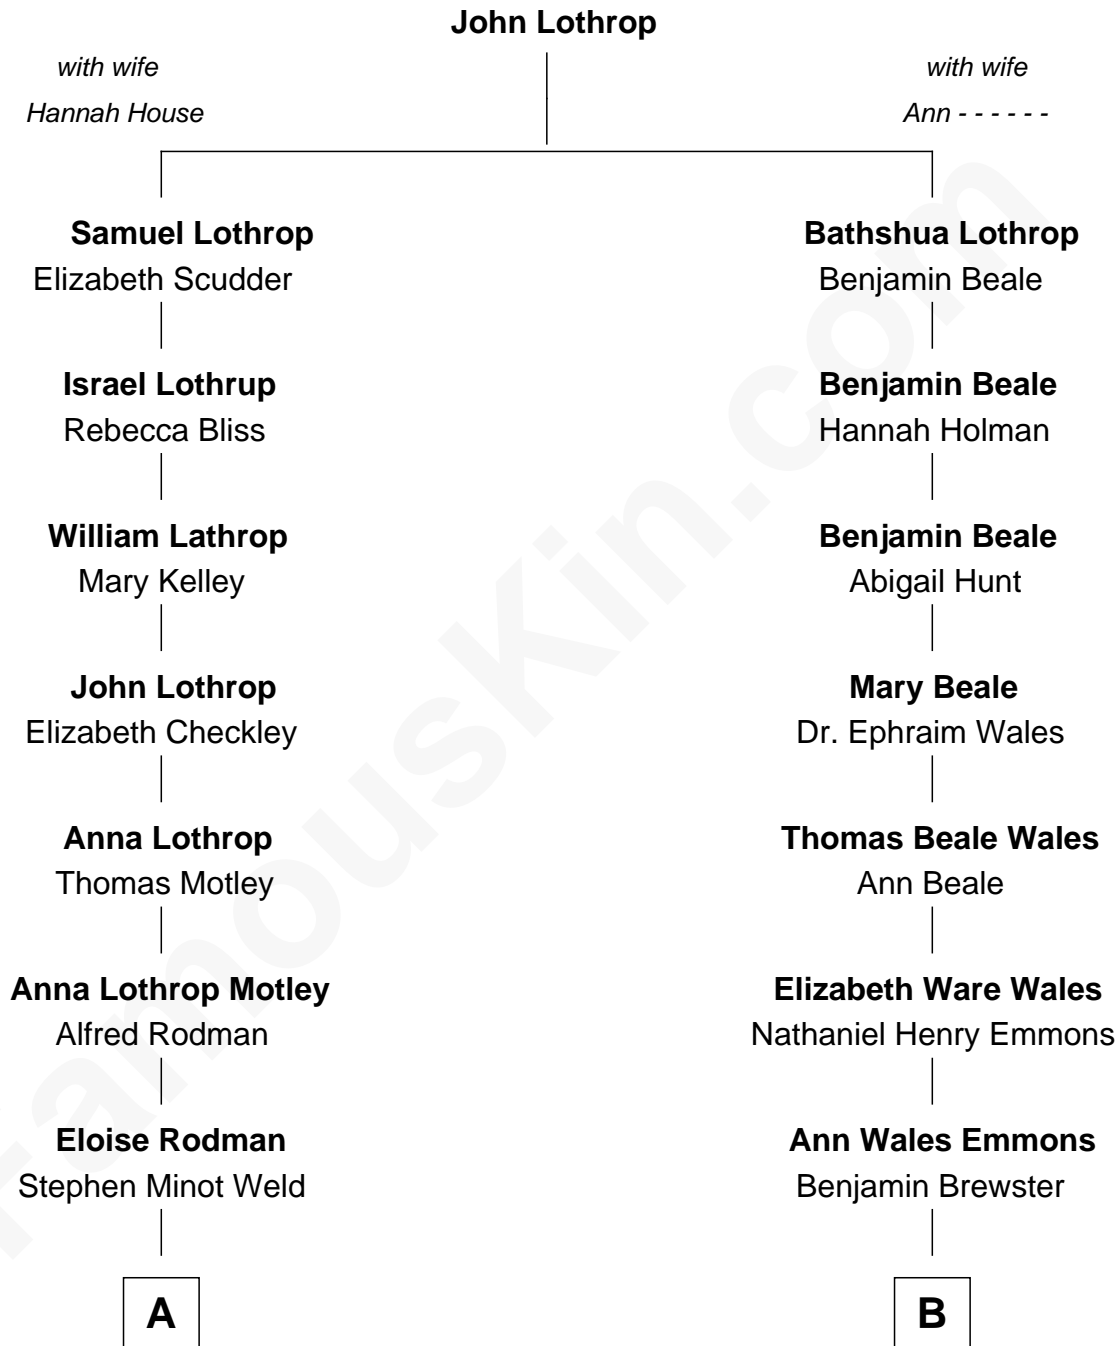 John Lothrop
with wife
Hannah House
with wife
Ann - - - - - -
Samuel Lothrop
Elizabeth Scudder
Bathshua Lothrop
Benjamin Beale
Israel Lothrup
Rebecca Bliss
Benjamin Beale
Hannah Holman
William Lathrop
Mary Kelley
Benjamin Beale
Abigail Hunt
John Lothrop
Elizabeth Checkley
Mary Beale
Dr. Ephraim Wales
Anna Lothrop
Thomas Motley
Thomas Beale Wales
Ann Beale
Anna Lothrop Motley
Alfred Rodman
Elizabeth Ware Wales
Nathaniel Henry Emmons
Eloise Rodman
Stephen Minot Weld
Ann Wales Emmons
Benjamin Brewster
A
B
FamousKin.com